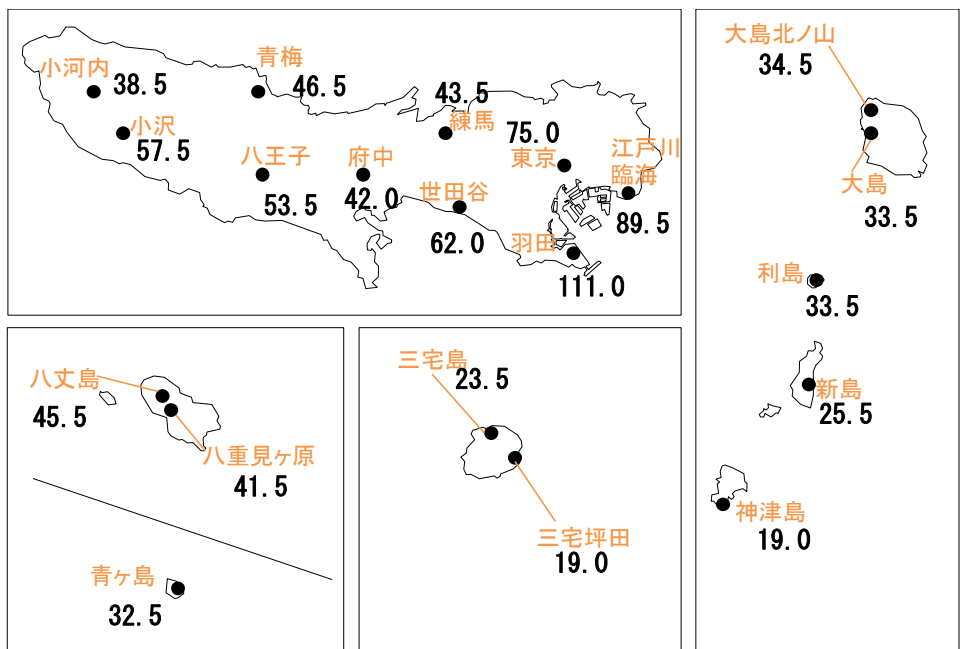 小河内
38.5
青梅
46.5
小沢
57.5
八王子
53.5
府中
42.0
43.5
練馬
世田谷
62.0
75.0
東京
江戸川
臨海
89.5
羽田
111.0
大島北ノ山
34.5
大島
33.5
利島
33.5
新島
25.5
神津島
19.0
八丈島
45.5
八重見ヶ原
41.5
青ヶ島
32.5
三宅島
23.5
三宅坪田
19.0